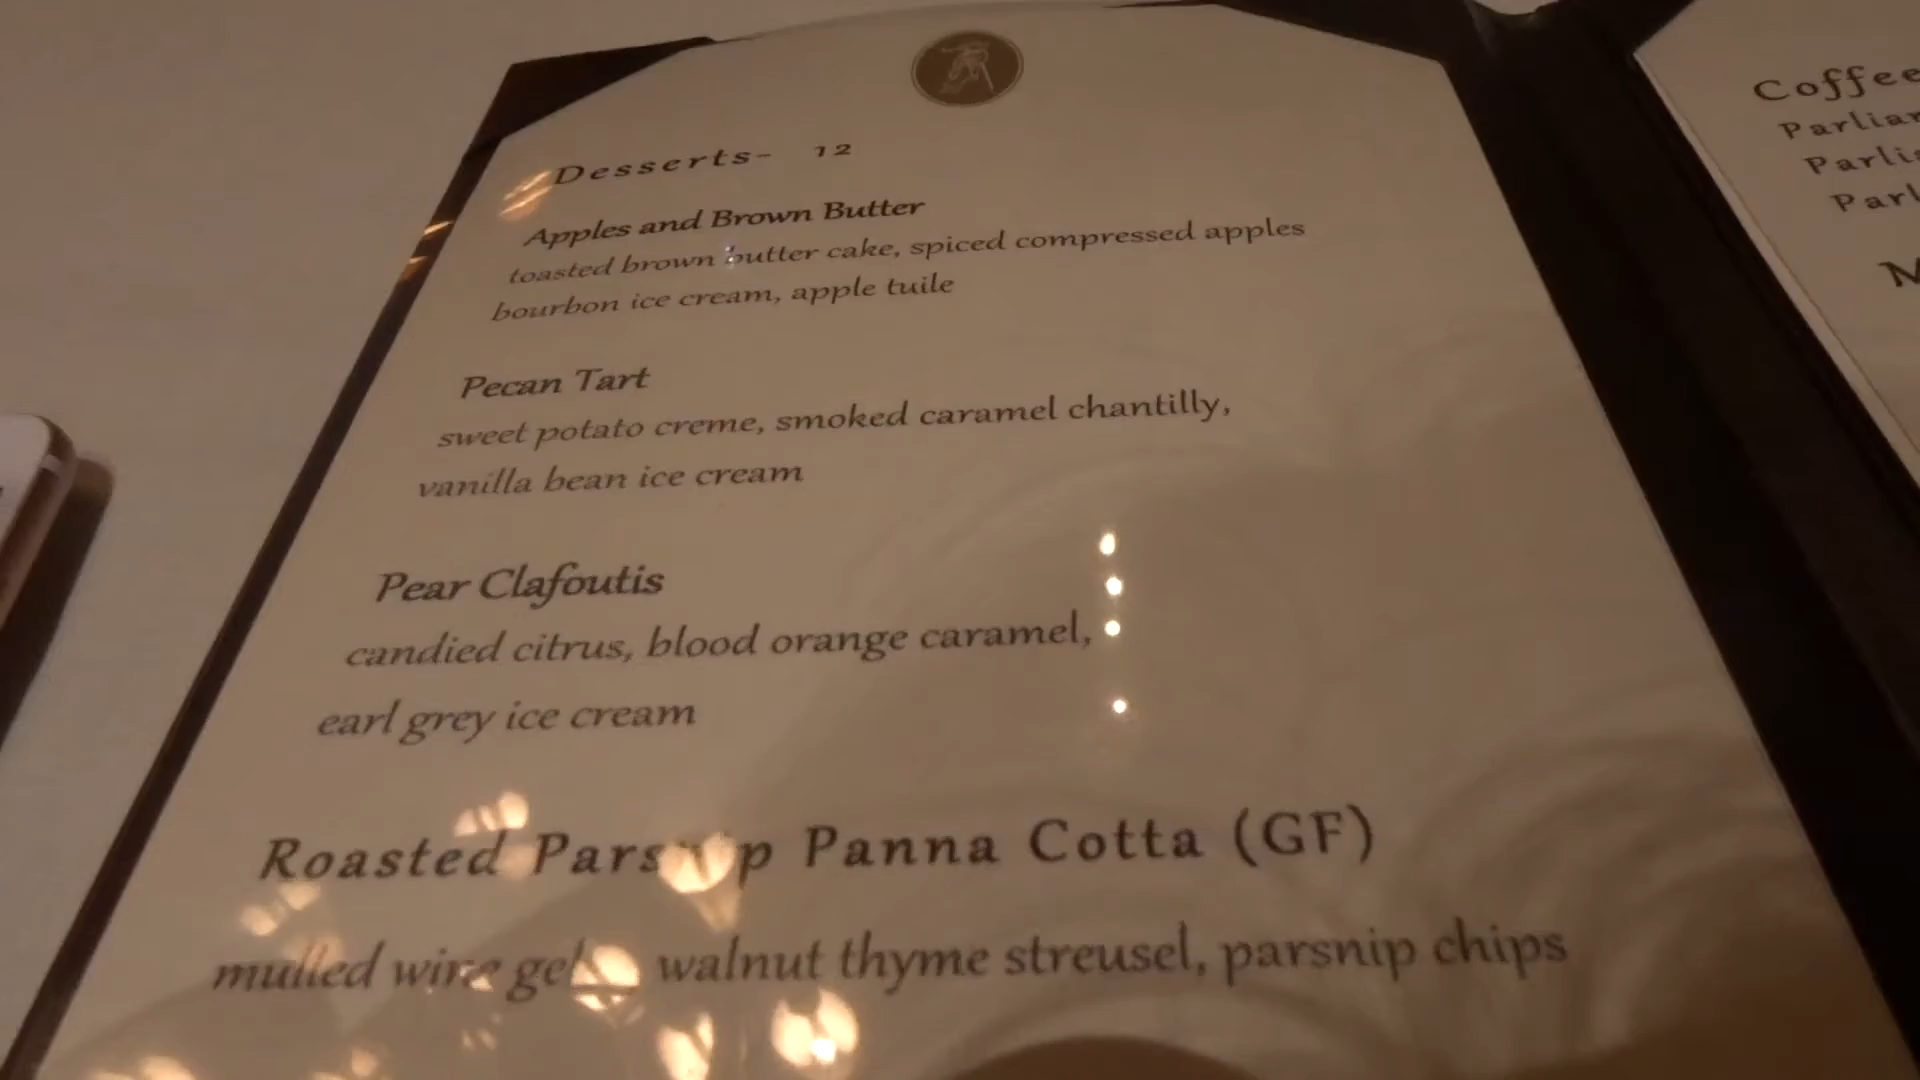 Desserts- 12
Apples and Brown Butter
toasted brown butter cake, spiced compressed apples
bourbon ice cream, apple tuile
Pecan Tart
sweet potato creme, smoked caramel chantilly,
vanilla bean ice cream
Pear Clafoutis
candied citrus, blood orange caramel,
earl grey ice cream
Roasted Parsnip Panna Cotta (GF)
mulled wine walnut thyme streusel, parsnip chips
Coffee